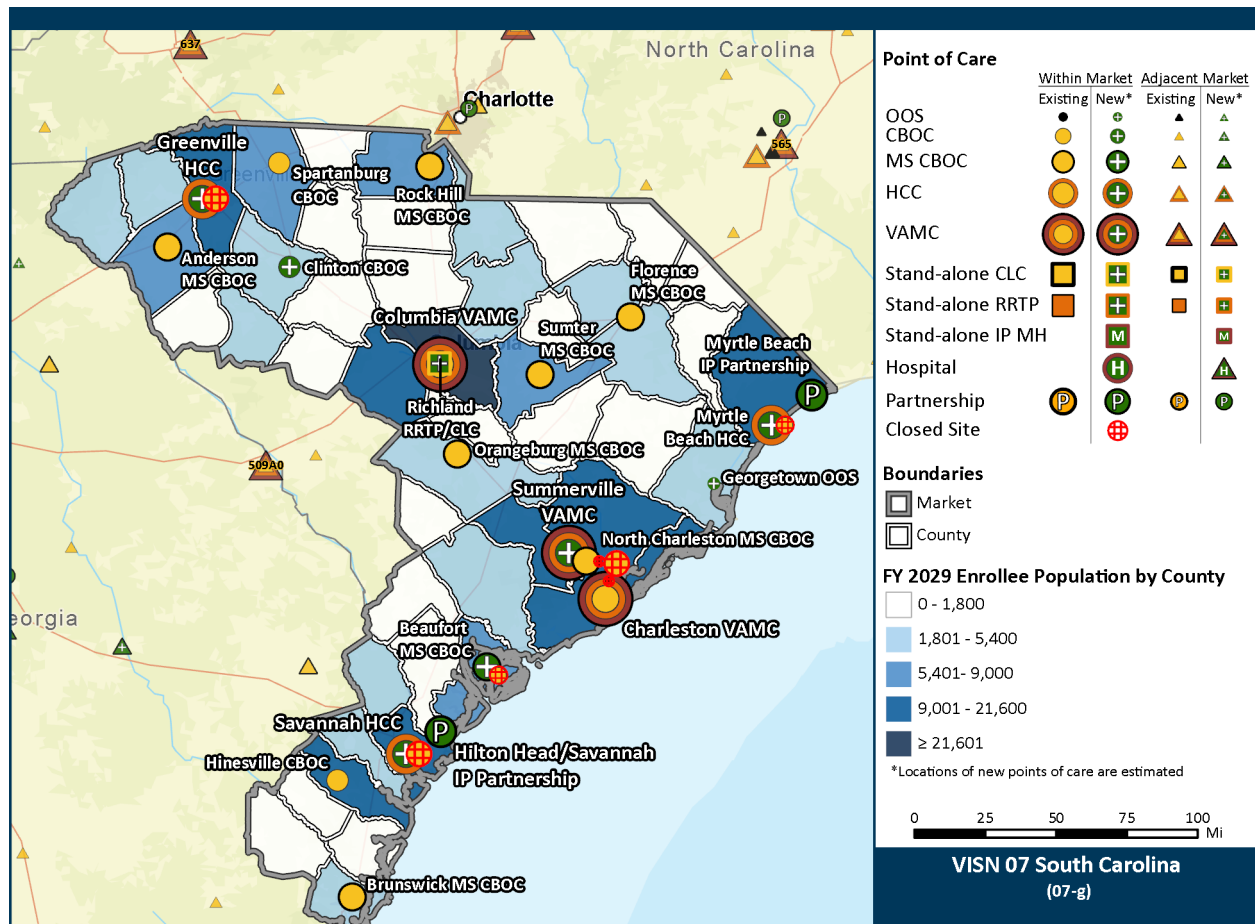 North Carolina
637
Charlotte
P
P
565
Greenville
HCC
Greenville
Spartanburg
CBOC
Rock Hill
MS CBOC
Anderson
MS CBOC
Clinton CBOC
Florence
MS CBOC
Columbia VAMC
Sumter
MS CBOC
Myrtle Beach
IP Partnership
P
Richland
RRTP/CLC
Myrtle
Beach HCC
Orangeburg MS CBOC
509A0
Georgetown OOS
Summerville
VAMC
North Charleston MS CBOC
Charleston VAMC
eorgia
Beaufort
MS CBOC
Savannah HCC
P
Hilton Head/Savannah
IP Partnership
Hinesville CBOC
Brunswick MS CBOC
Point of Care
Within Market Adjacent Market
Existing New* Existing New*
OOS
CBOC
MS CBOC
HCC
VAMC
Stand-alone CLC
Stand-alone RRTP
Stand-alone IP MH M M
Hospital H H
Partnership P P P P
Closed Site
Boundaries
Market
County
FY 2029 Enrollee Population by County
0 - 1,800
1,801 - 5,400
5,401- 9,000
9,001 - 21,600
≥ 21,601
*Locations of new points of care are estimated
0 25 50 75 100
Mi
VISN 07 South Carolina
(07-g)